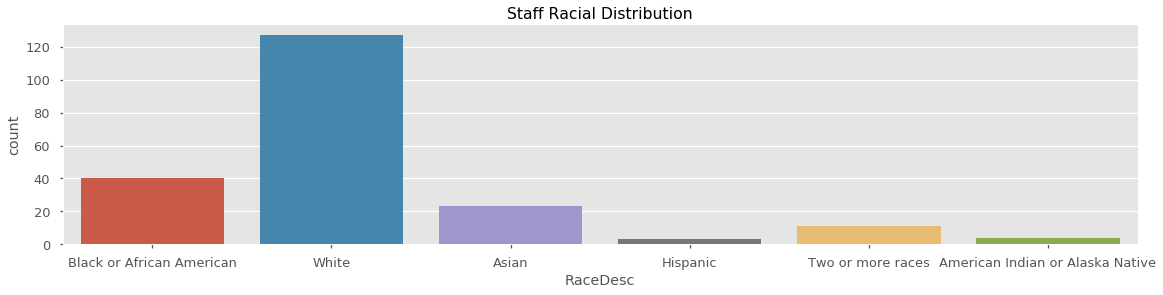 Staff Racial Distribution
120
100
80
60
40
20
0
count
Black or African American
White
Asian
Hispanic
Two or more races
American Indian or Alaska Native
RaceDesc